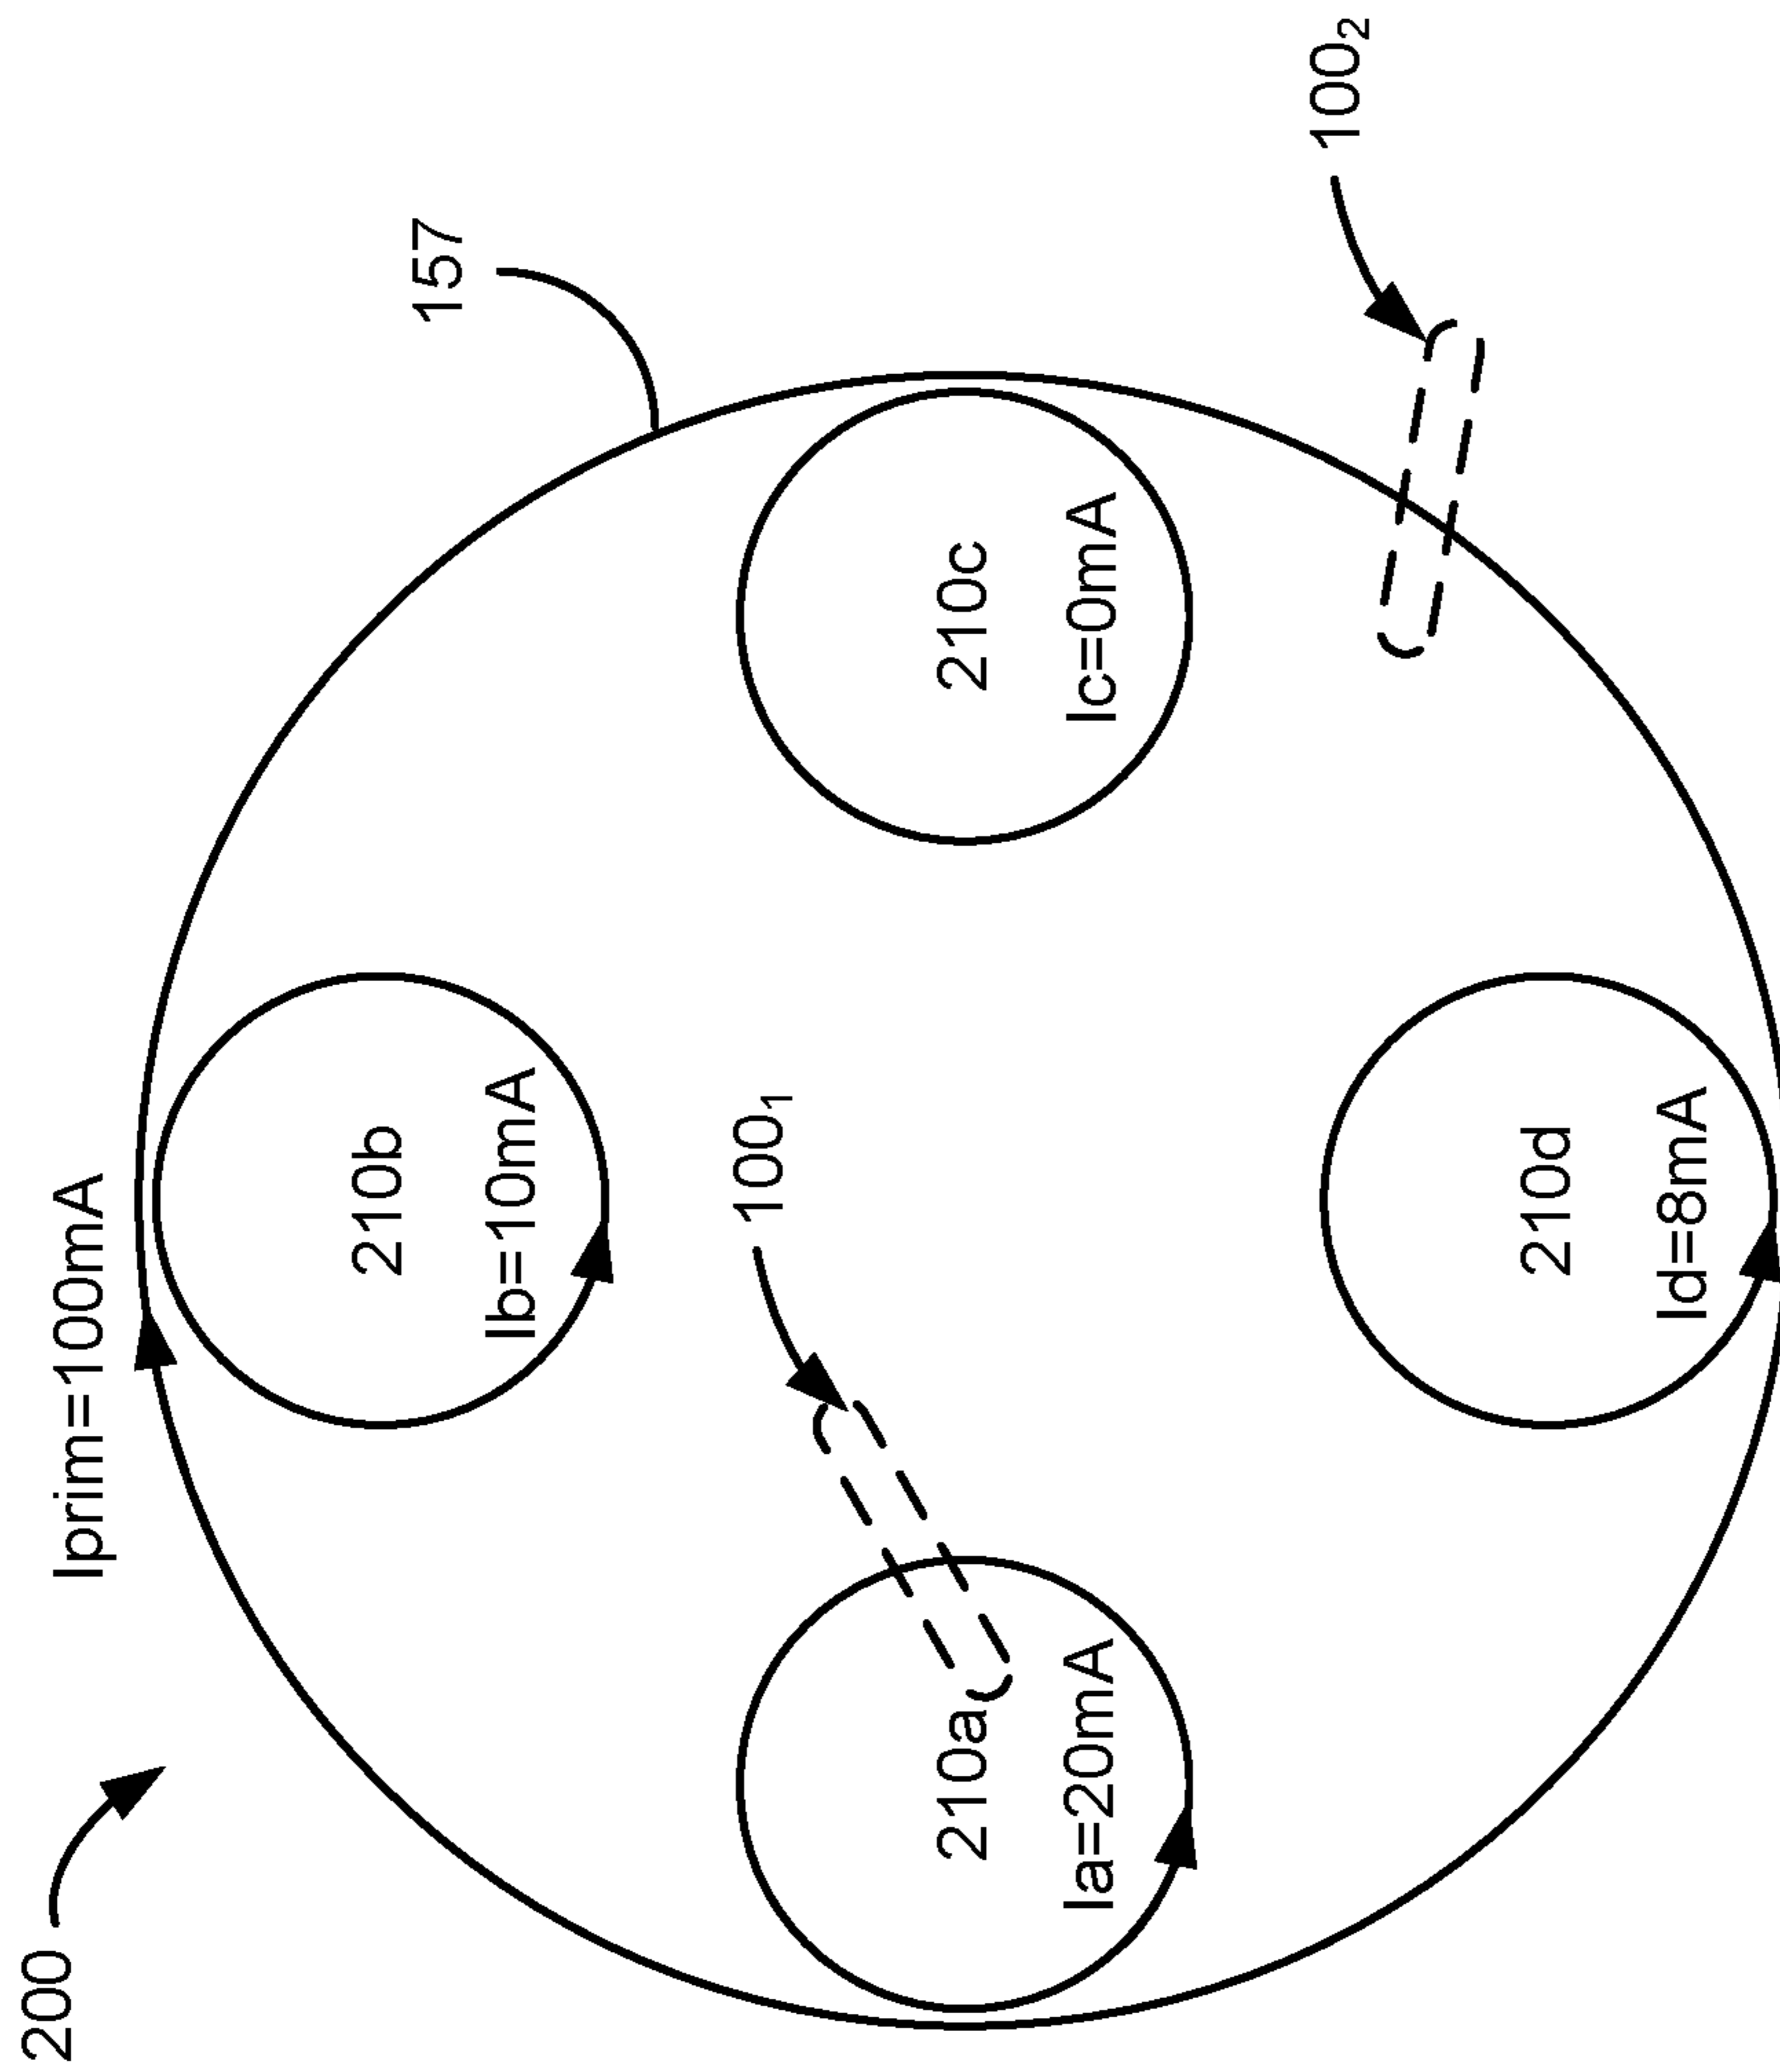 200
Iprim=100mA
157
210b
Ib=10mA
100₁
210a
Ia=20mA
210c
Ic=0mA
100₂
210d
Id=8mA